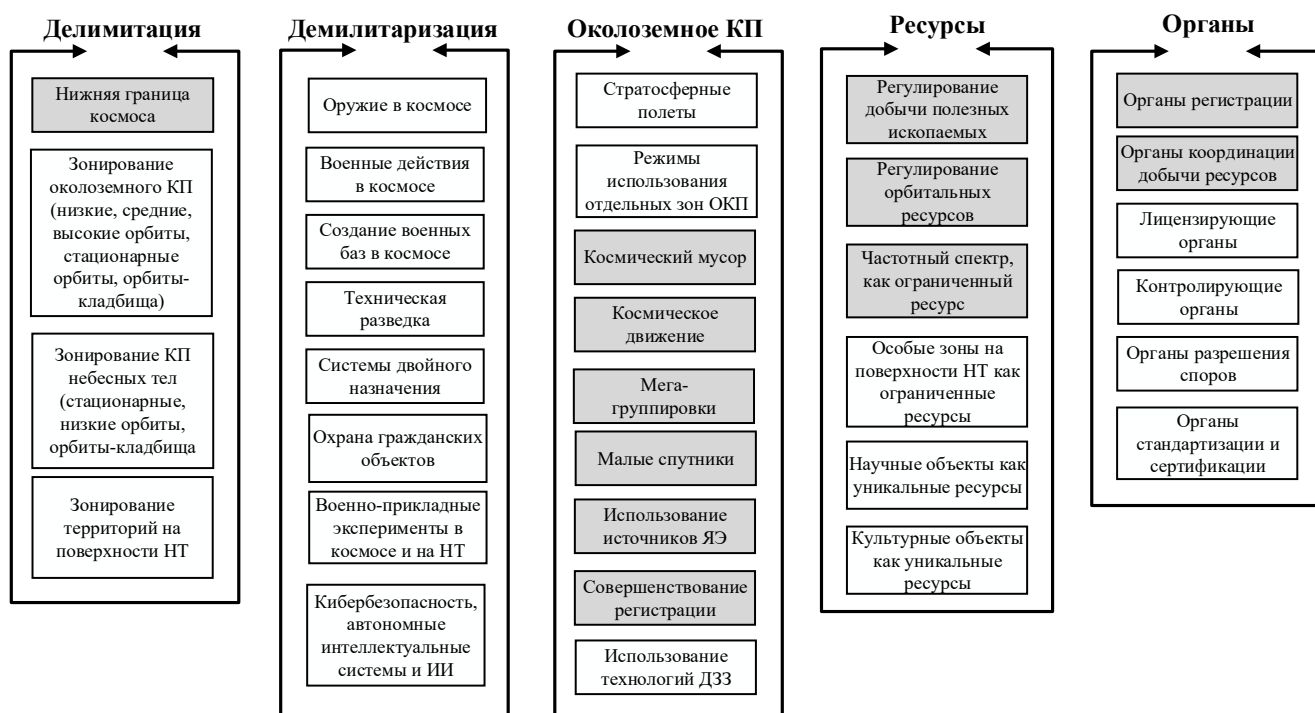 Делимитация
Нижняя граница
космоса
Зонирование
околоземного КП
(низкие, средние,
высокие орбиты,
стационарные
орбиты, орбиты-
кладбища)
Зонирование КП
небесных тел
(стационарные,
низкие орбиты,
орбиты-кладбища
Зонирование
территорий на
поверхности НТ
Демилитаризация
Оружие в космосе
Военные действия
в космосе
Создание военных
баз в космосе
Техническая
разведка
Системы двойного
назначения
Охрана гражданских
объектов
Военно-прикладные
эксперименты в
космосе и на НТ
Кибербезопасность,
автономные
интеллектуальные
системы и ИИ
Околоземное КП
Стратосферные
полеты
Режимы
использования
отдельных зон ОКП
Космический мусор
Космическое
движение
Мега-
группировки
Малые спутники
Использование
источников ЯЭ
Совершенствование
регистрации
Использование
технологий ДЗЗ
Ресурсы
Регулирование
добычи полезных
ископаемых
Регулирование
орбитальных
ресурсов
Частотный спектр,
как ограниченный
ресурс
Особые зоны на
поверхности НТ как
ограниченные
ресурсы
Научные объекты как
уникальные ресурсы
Культурные объекты
как уникальные
ресурсы
Органы
Органы регистрации
Органы координации
добычи ресурсов
Лицензирующие
органы
Контролирующие
органы
Органы разрешения
споров
Органы
стандартизации и
сертификации